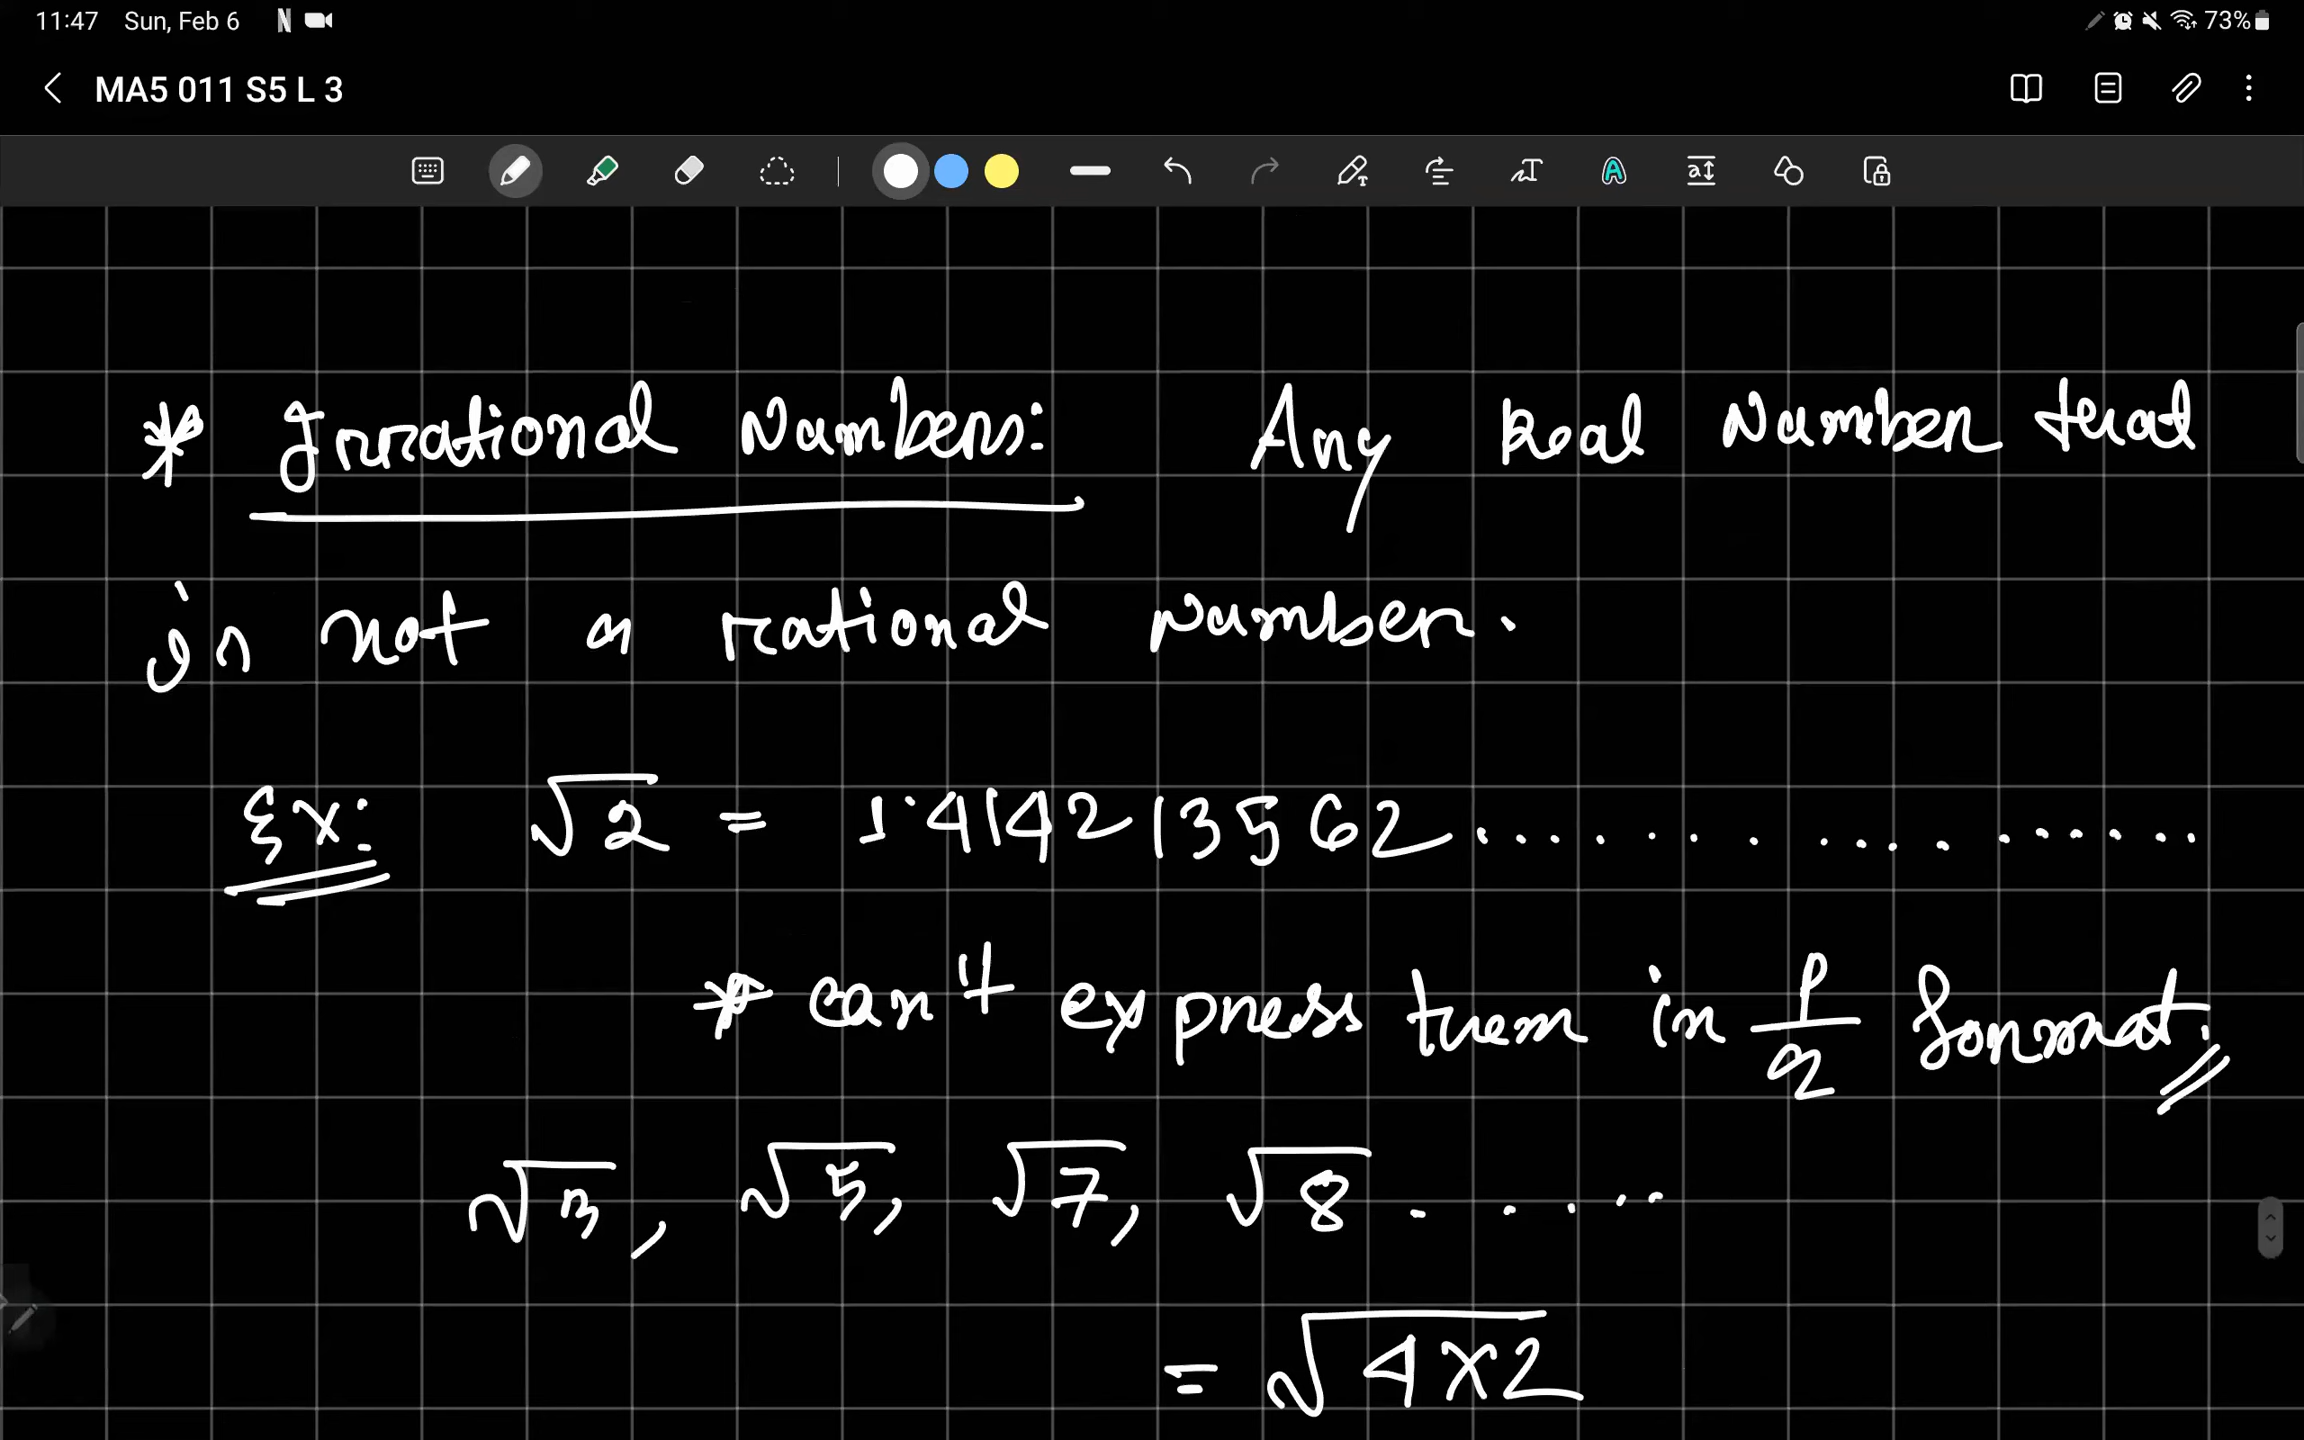 11:47 Sun, Feb 6 N 73%
MA5 011 S5 L 3
* Irrational Numbers: Any Real Number that
is not a rational number.
Ex: √2 = 1.414213562...................
* can't express them in p/q format.
√3, √5, √7, √8 . . . . .
= √4×2